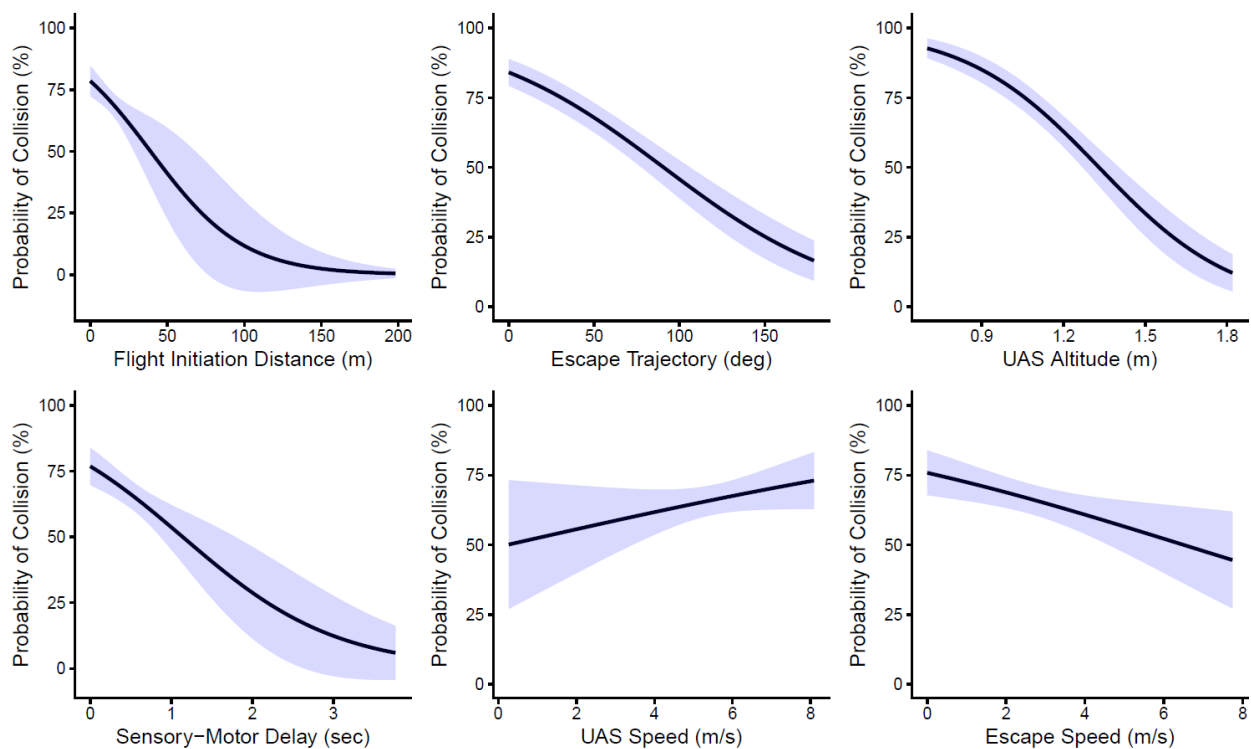 Probability of Collision (%)
100
75
50
25
0
0 50 100 150 200
Flight Initiation Distance (m)
Probability of Collision (%)
100
75
50
25
0
0 50 100 150
Escape Trajectory (deg)
Probability of Collision (%)
100
75
50
25
0
0.9 1.2 1.5 1.8
UAS Altitude (m)
Probability of Collision (%)
100
75
50
25
0
0 1 2 3
Sensory−Motor Delay (sec)
Probability of Collision (%)
100
75
50
25
0
0 2 4 6 8
UAS Speed (m/s)
Probability of Collision (%)
100
75
50
25
0
0 2 4 6 8
Escape Speed (m/s)